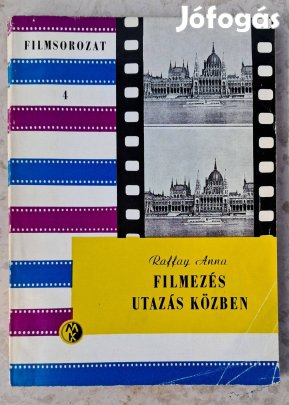 Jófogás
FILMSOROZAT
4
Raffay Anna
FILMEZÉS
UTAZÁS KÖZBEN
MK